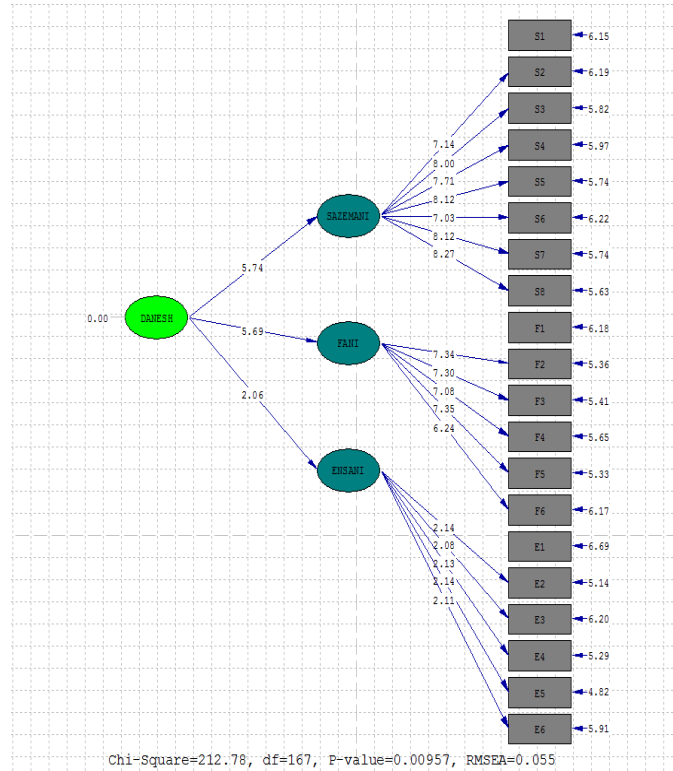 S1 6.15
S2 6.19
7.14
S3 5.82
8.00
S4 5.97
7.71
S5 5.74
8.12
SAZEMANI
7.03
S6 6.22
8.12
S7 5.74
5.74
8.27
S8 5.63
0.00 DANESH
F1 6.18
5.69
FANI
7.34
F2 5.36
7.30
7.08
2.06
F3 5.41
7.35
6.24
F4 5.65
ENSANI
F5 5.33
F6 6.17
2.14
2.08
E1 6.69
2.13
2.14
E2 5.14
2.11
E3 6.20
E4 5.29
E5 4.82
E6 5.91
Chi-Square=212.78, df=167, P-value=0.00957, RMSEA=0.055